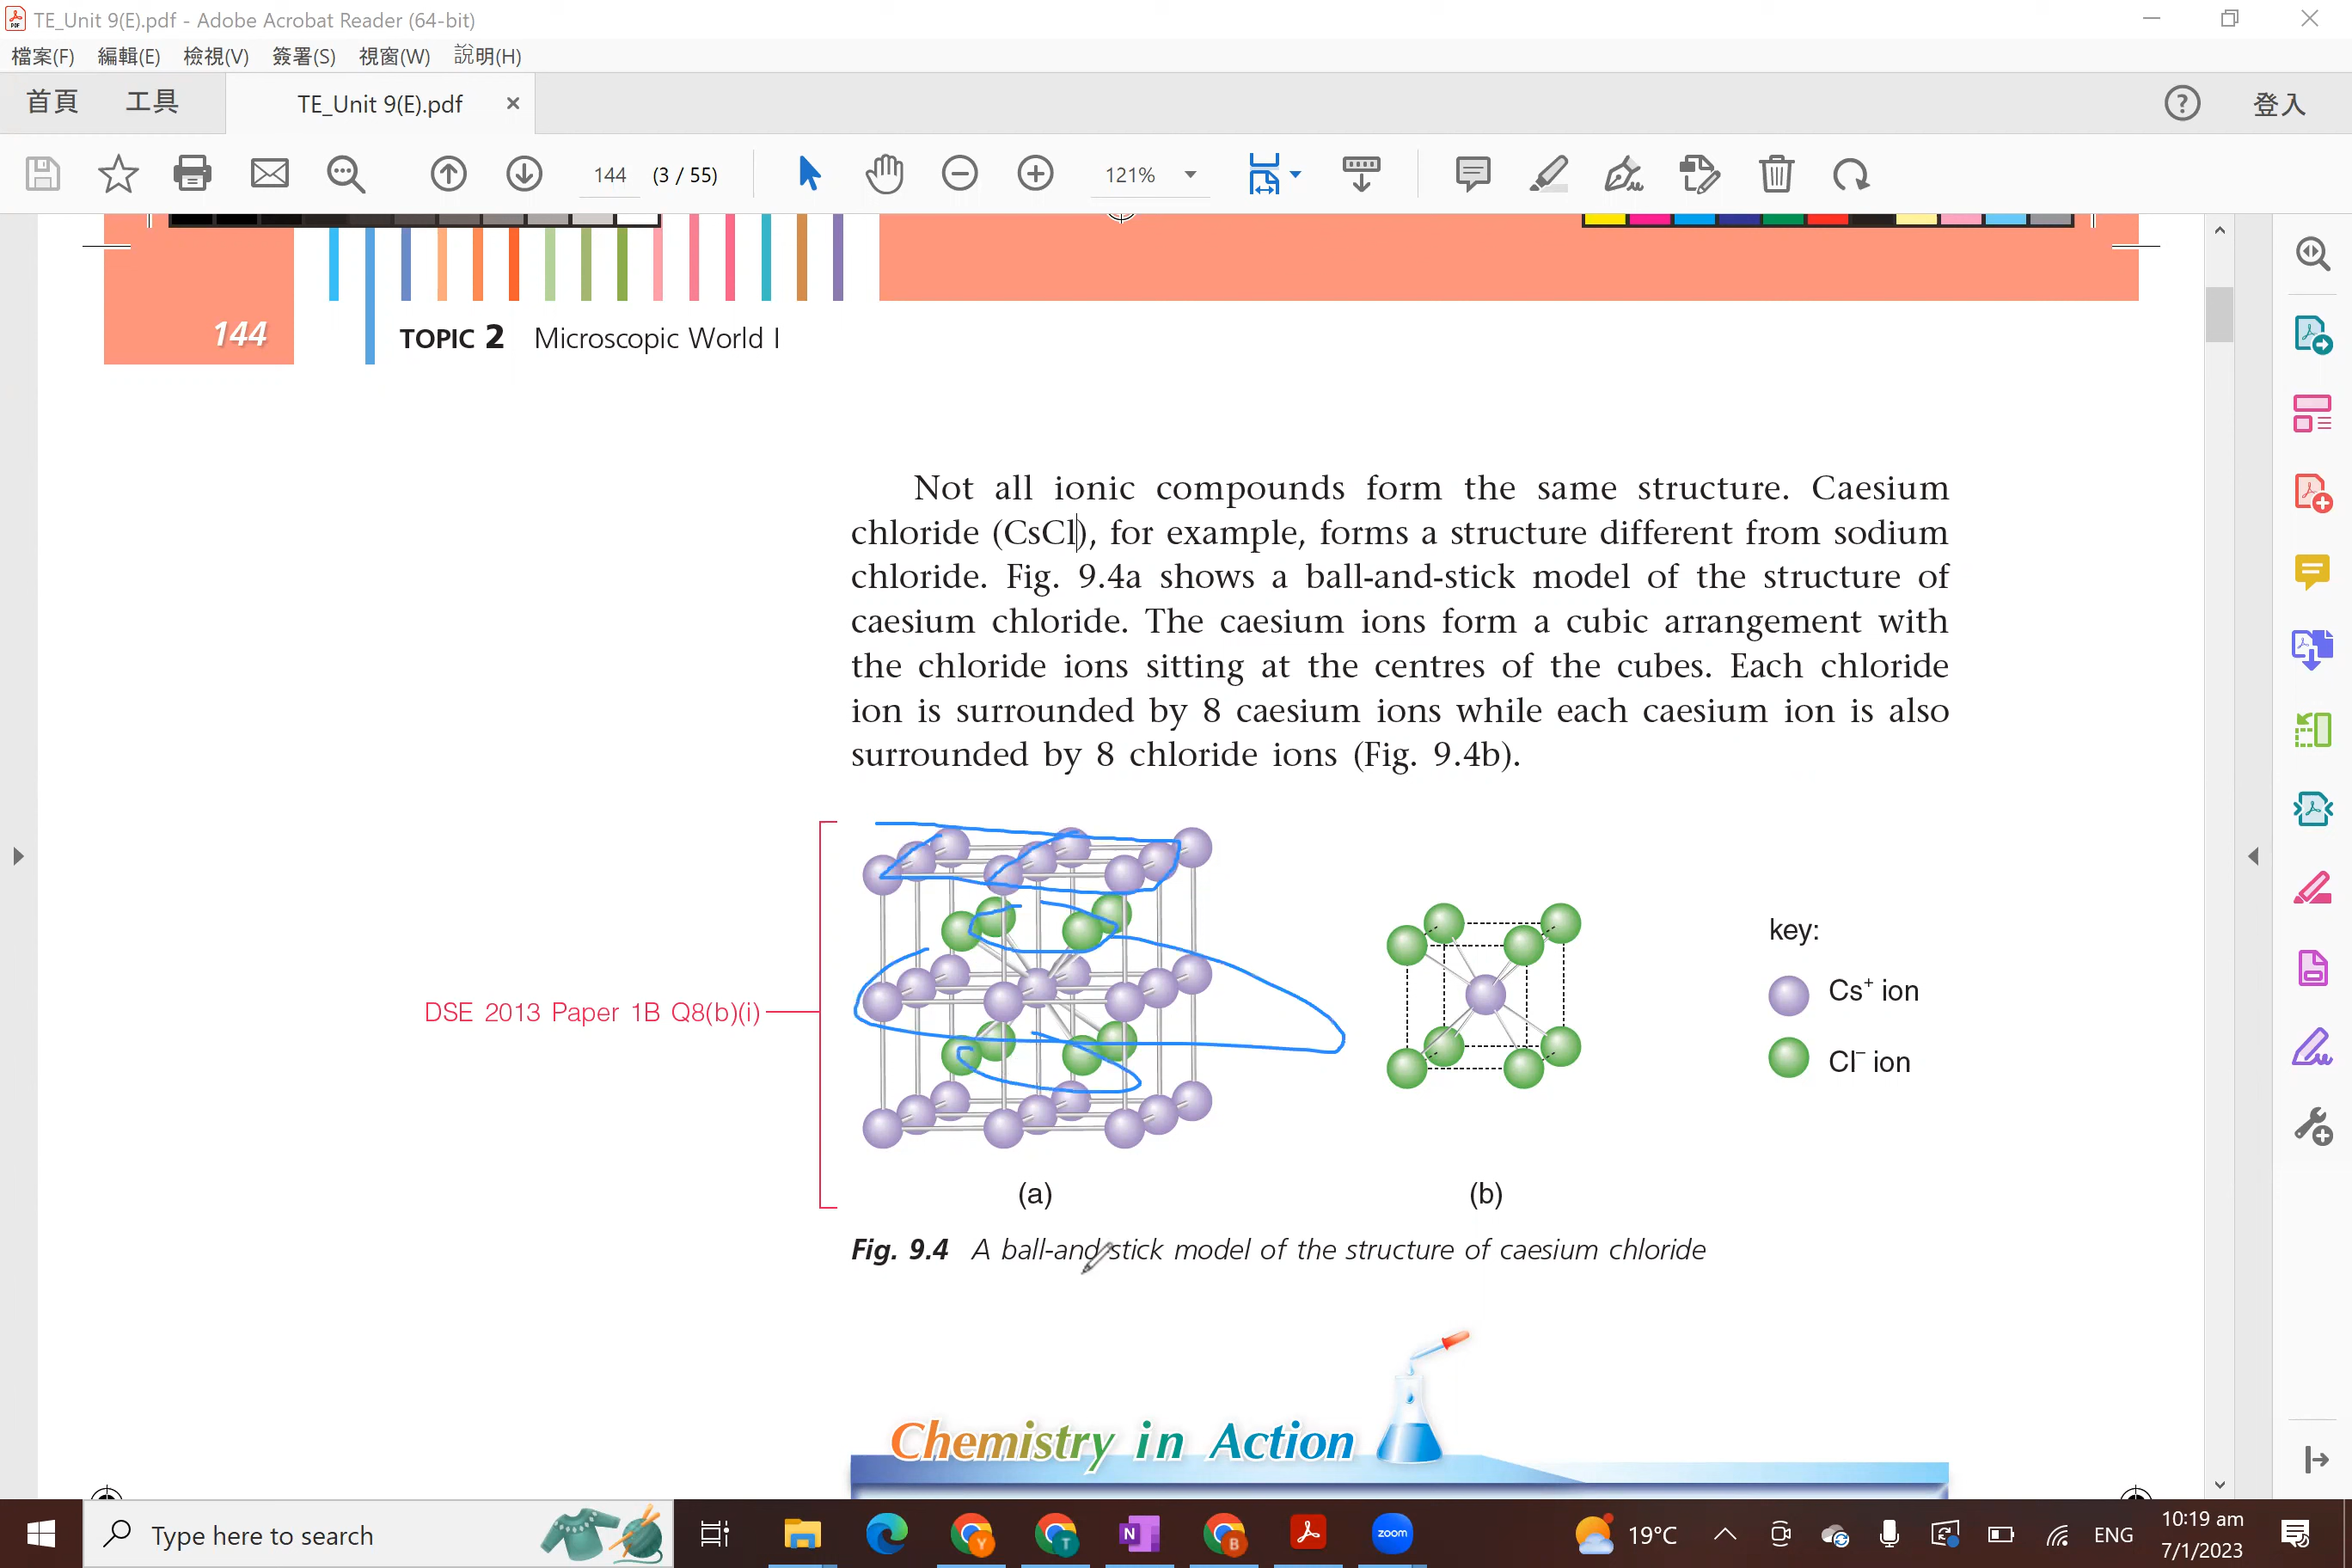 TE_Unit 9(E).pdf - Adobe Acrobat Reader (64-bit)
檔案(F) 編輯(E) 檢視(V) 簽署(S) 視窗(W) 說明(H)
首頁 工具 TE_Unit 9(E).pdf × ? 登入
144 (3 / 55) 121%
144 TOPIC 2 Microscopic World I
Not all ionic compounds form the same structure. Caesium
chloride (CsCl), for example, forms a structure different from sodium
chloride. Fig. 9.4a shows a ball-and-stick model of the structure of
caesium chloride. The caesium ions form a cubic arrangement with
the chloride ions sitting at the centres of the cubes. Each chloride
ion is surrounded by 8 caesium ions while each caesium ion is also
surrounded by 8 chloride ions (Fig. 9.4b).
DSE 2013 Paper 1B Q8(b)(i)
key:
Cs⁺ ion
Cl⁻ ion
(a) (b)
Fig. 9.4 A ball-and-stick model of the structure of caesium chloride
Chemistry in Action
Type here to search
N
Y
T
B
zoom
19°C
ENG
10:19 am
7/1/2023